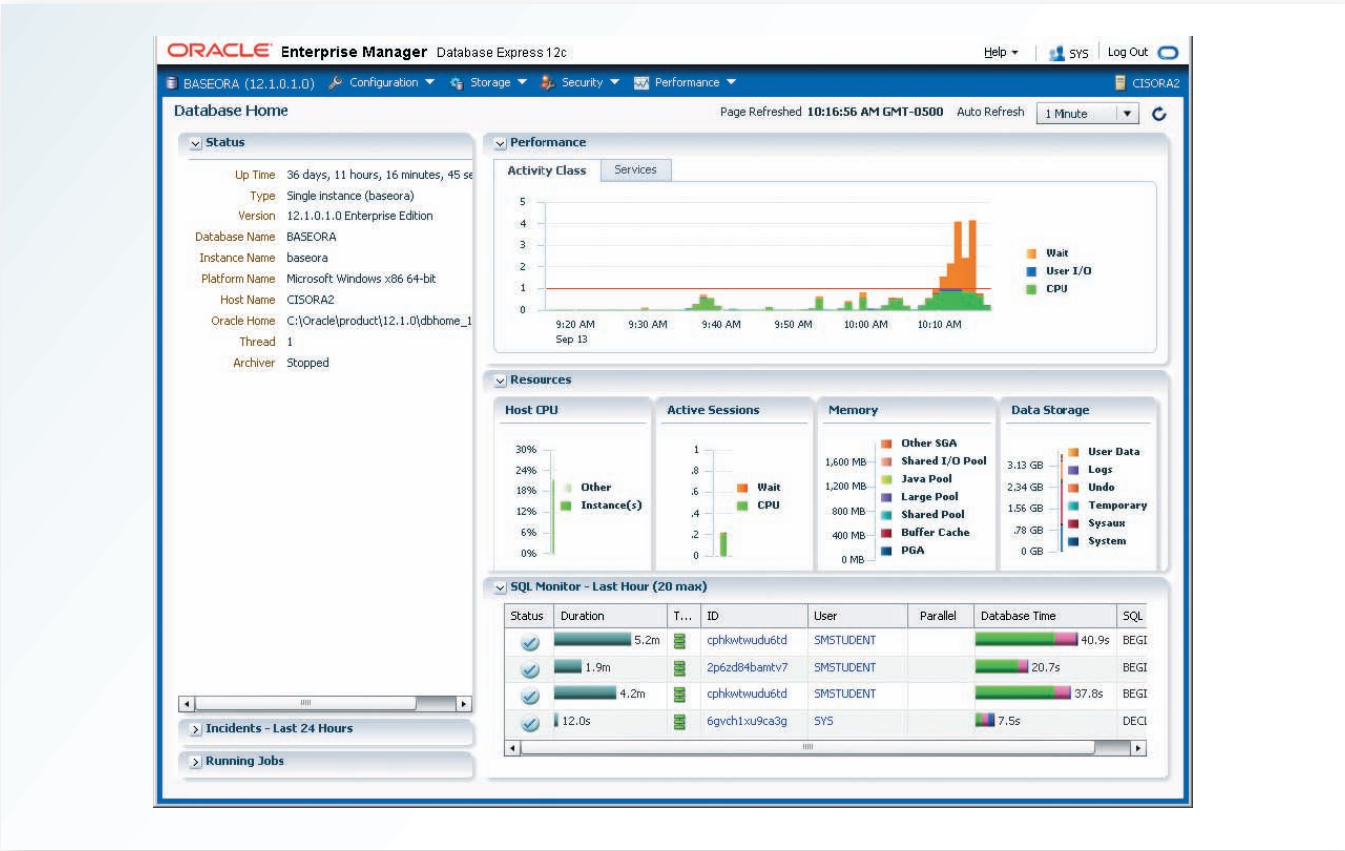 ORACLE Enterprise Manager Database Express 12c
Help SYS Log Out
BASEORA (12.1.0.1.0) Configuration Storage Security Performance CISORA2
Database Home
Page Refreshed 10:16:56 AM GMT-0500 Auto Refresh 1 Minute
Status
Up Time 36 days, 11 hours, 16 minutes, 45 se
Type Single instance (baseora)
Version 12.1.0.1.0 Enterprise Edition
Database Name BASEORA
Instance Name baseora
Platform Name Microsoft Windows x86 64-bit
Host Name CISORA2
Oracle Home C:\Oracle\product\12.1.0\dbhome_1
Thread 1
Archiver Stopped
Incidents - Last 24 Hours
Running Jobs
Performance
Activity Class Services
5
4
3
2
1
0
9:20 AM 9:30 AM 9:40 AM 9:50 AM 10:00 AM 10:10 AM
Sep 13
Wait
User I/O
CPU
Resources
Host CPU
30%
24%
18%
12%
6%
0%
Other
Instance(s)
Active Sessions
1
.8
.6
.4
.2
0
Wait
CPU
Memory
1,600 MB
1,200 MB
800 MB
400 MB
0 MB
Other SGA
Shared I/O Pool
Java Pool
Large Pool
Shared Pool
Buffer Cache
PGA
Data Storage
3.13 GB
2.34 GB
1.56 GB
.78 GB
0 GB
User Data
Logs
Undo
Temporary
Sysaux
System
SQL Monitor - Last Hour (20 max)
Status Duration T... ID User Parallel Database Time SQL
5.2m cphkwtwudu6td SMSTUDENT 40.9s BEGI
1.9m 2p6zd84bamtv7 SMSTUDENT 20.7s BEGI
4.2m cphkwtwudu6td SMSTUDENT 37.8s BEGI
12.0s 6gvch1xu9ca3g SYS 7.5s DECL